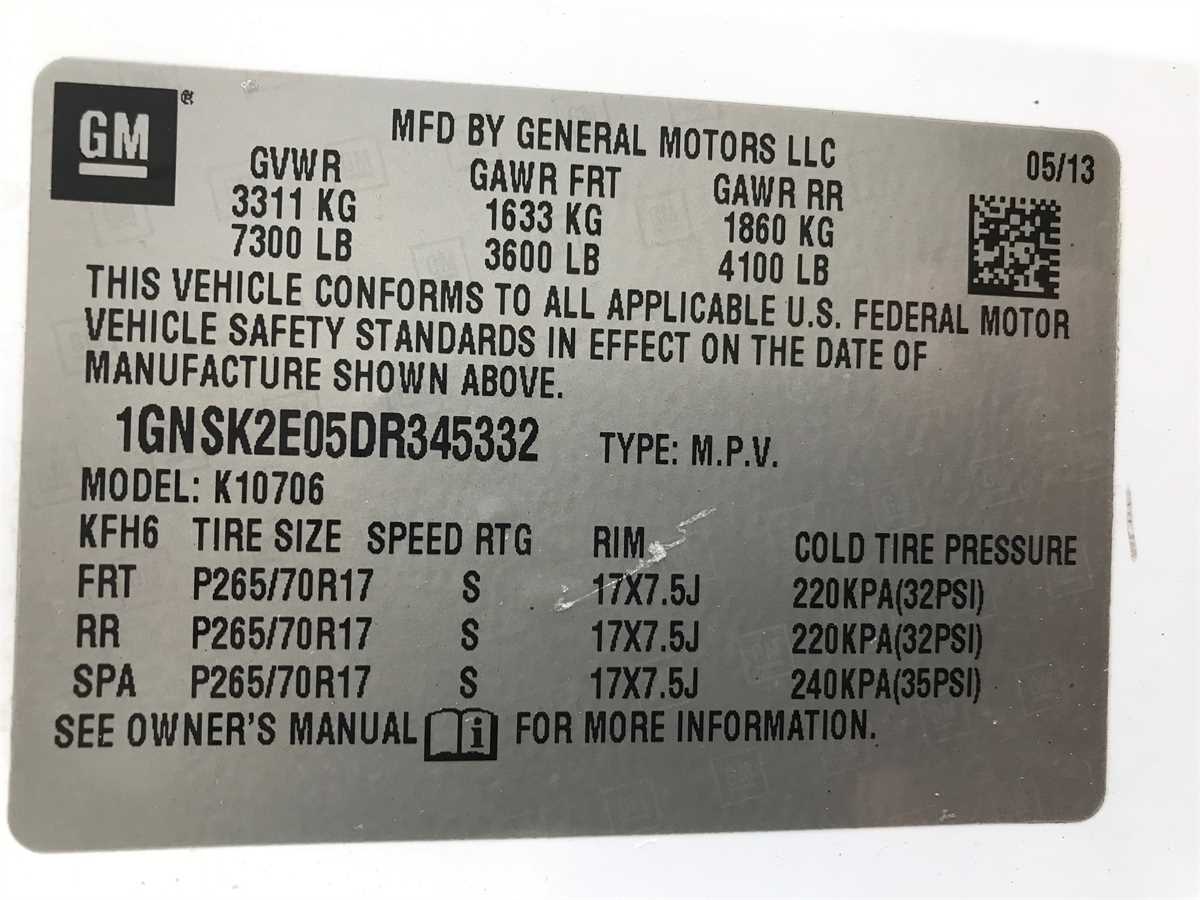 GM ®
MFD BY GENERAL MOTORS LLC
05/13
GVWR GAWR FRT GAWR RR
3311 KG 1633 KG 1860 KG
7300 LB 3600 LB 4100 LB
THIS VEHICLE CONFORMS TO ALL APPLICABLE U.S. FEDERAL MOTOR
VEHICLE SAFETY STANDARDS IN EFFECT ON THE DATE OF
MANUFACTURE SHOWN ABOVE.
1GNSK2E05DR345332 TYPE: M.P.V.
MODEL: K10706
KFH6 TIRE SIZE SPEED RTG RIM COLD TIRE PRESSURE
FRT P265/70R17 S 17X7.5J 220KPA(32PSI)
RR P265/70R17 S 17X7.5J 220KPA(32PSI)
SPA P265/70R17 S 17X7.5J 240KPA(35PSI)
SEE OWNER'S MANUAL i FOR MORE INFORMATION.